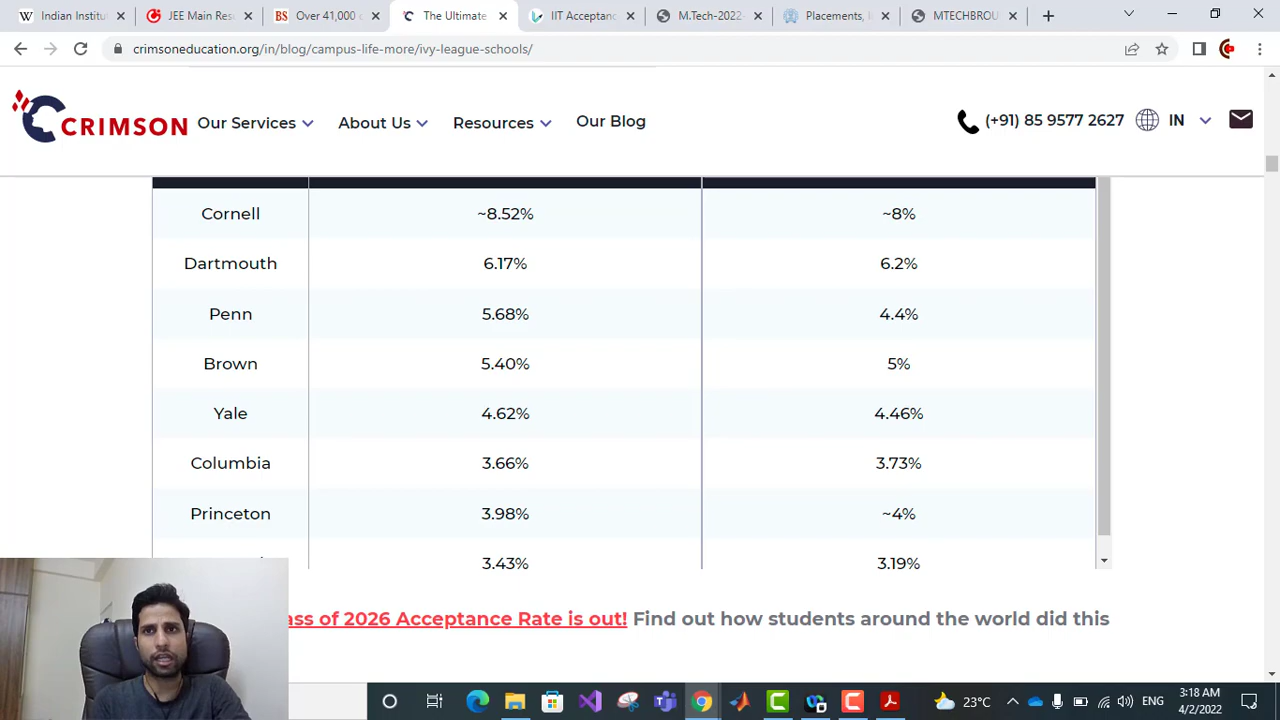 Indian Institu
JEE Main Res
Over 41,000 c
The Ultimate
IIT Acceptanc
M.Tech-2022-
Placements, R
MTECHBROU
crimsoneducation.org/in/blog/campus-life-more/ivy-league-schools/
CRIMSON
Our Services
About Us
Resources
Our Blog
(+91) 85 9577 2627
IN
Cornell ~8.52% ~8%
Dartmouth 6.17% 6.2%
Penn 5.68% 4.4%
Brown 5.40% 5%
Yale 4.62% 4.46%
Columbia 3.66% 3.73%
Princeton 3.98% ~4%
3.43% 3.19%
ass of 2026 Acceptance Rate is out! Find out how students around the world did this
23°C
ENG
3:18 AM
4/2/2022